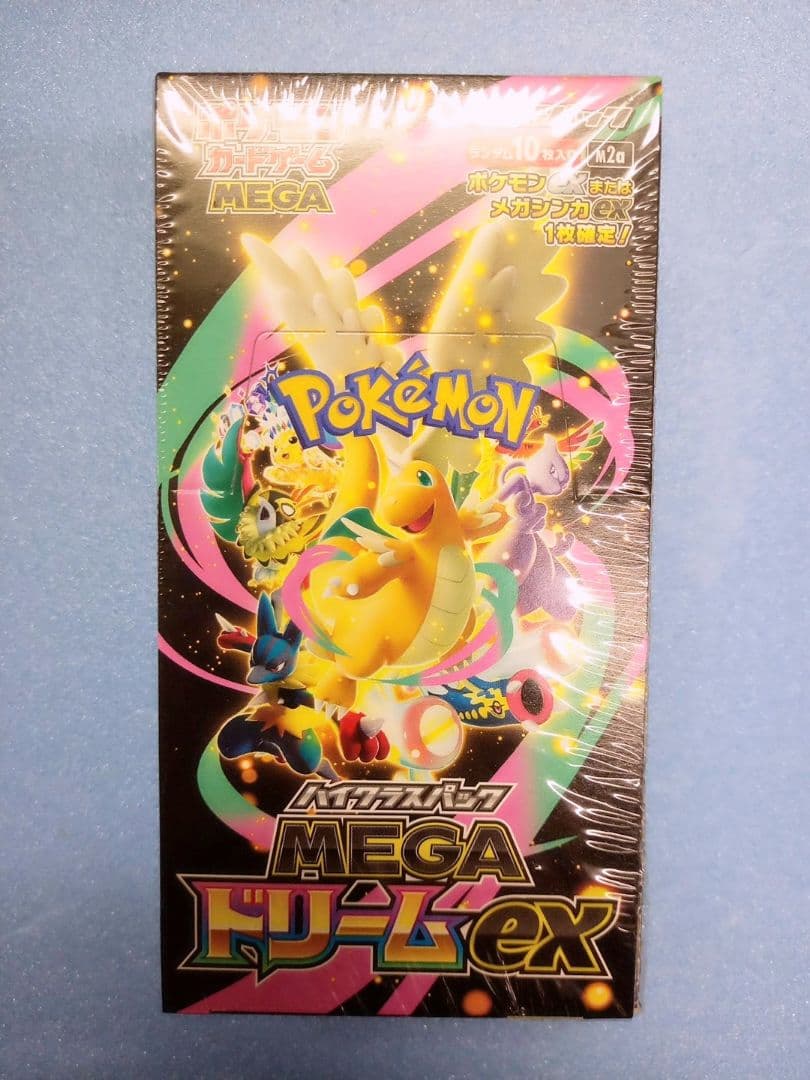 カードゲーム
MEGA
ランダム10枚入り
M2a
ポケモンexまたは
メガシンカex
1枚確定!
POKÉMON
TM
ハイクラスパック
MEGA
ドリームex